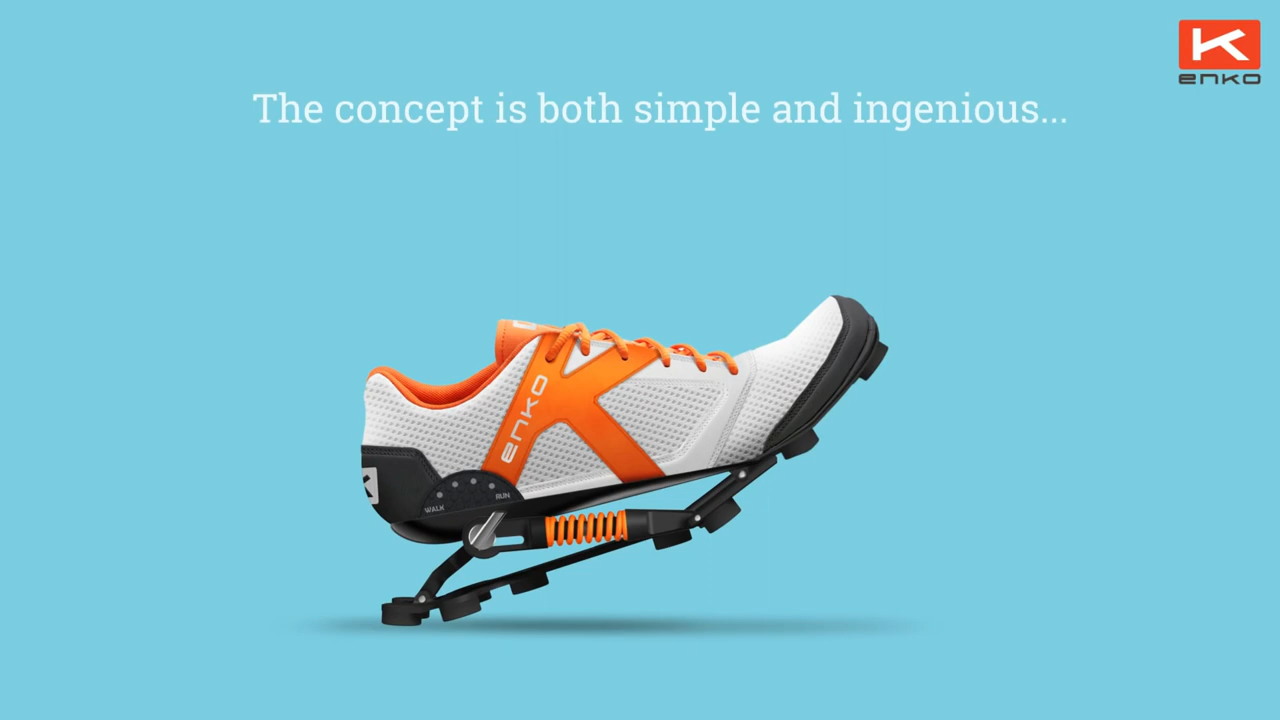 The concept is both simple and ingenious...
K
enko
enko
WALK
RUN
K